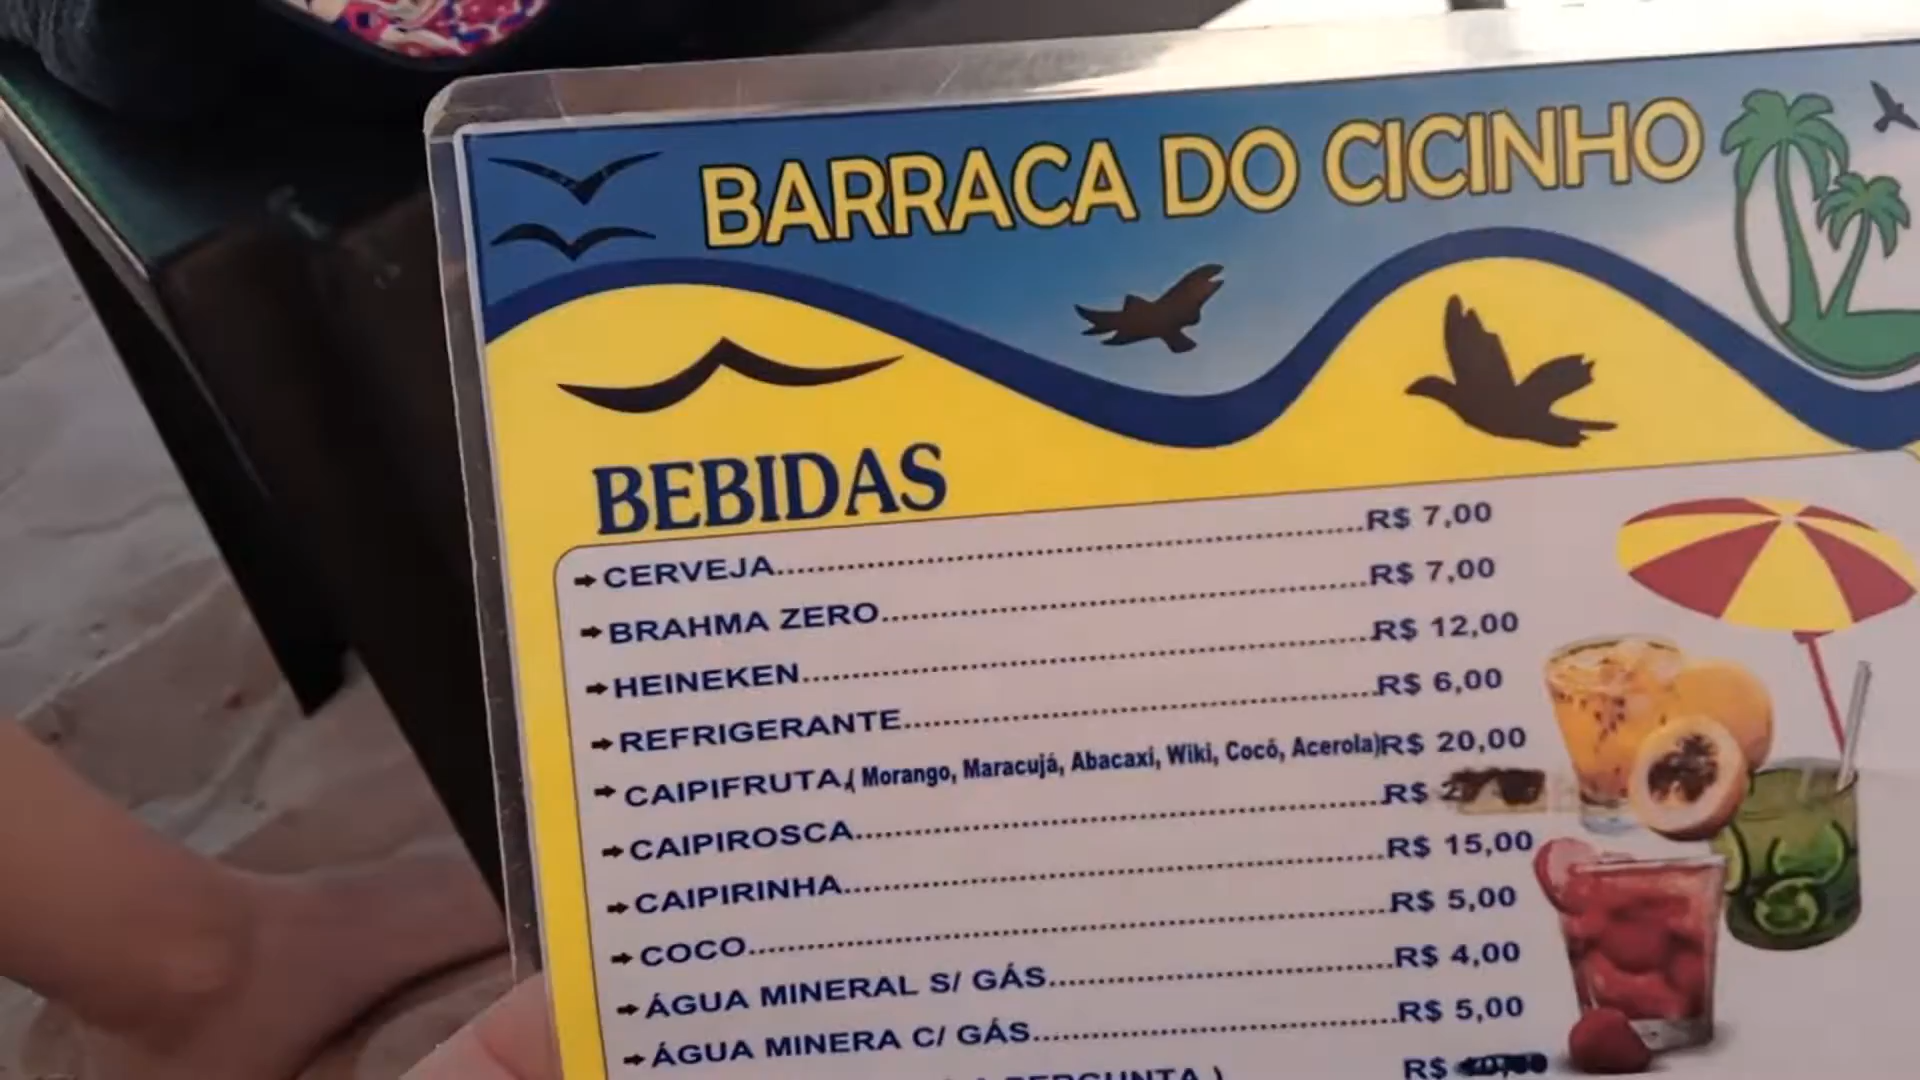 BARRACA DO CICINHO
BEBIDAS
CERVEJA R$ 7,00
BRAHMA ZERO R$ 7,00
HEINEKEN R$ 12,00
REFRIGERANTE R$ 6,00
CAIPIFRUTA ( Morango, Maracujá, Abacaxi, Wiki, Cocó, Acerola) R$ 20,00
CAIPIROSCA R$
CAIPIRINHA R$ 15,00
COCO R$ 5,00
ÁGUA MINERAL S/ GÁS R$ 4,00
ÁGUA MINERA C/ GÁS R$ 5,00
PERGUNTA ) R$